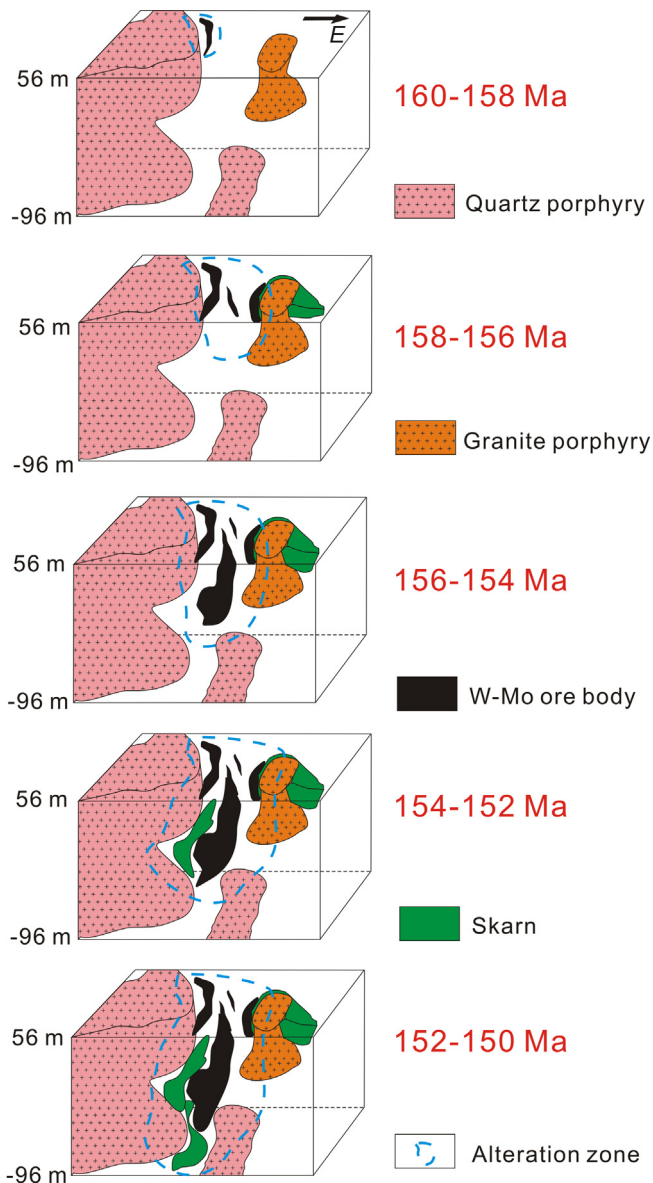 E
56 m
160-158 Ma
-96 m
Quartz porphyry
56 m
158-156 Ma
-96 m
Granite porphyry
56 m
156-154 Ma
-96 m
W-Mo ore body
56 m
154-152 Ma
-96 m
Skarn
56 m
152-150 Ma
-96 m
Alteration zone